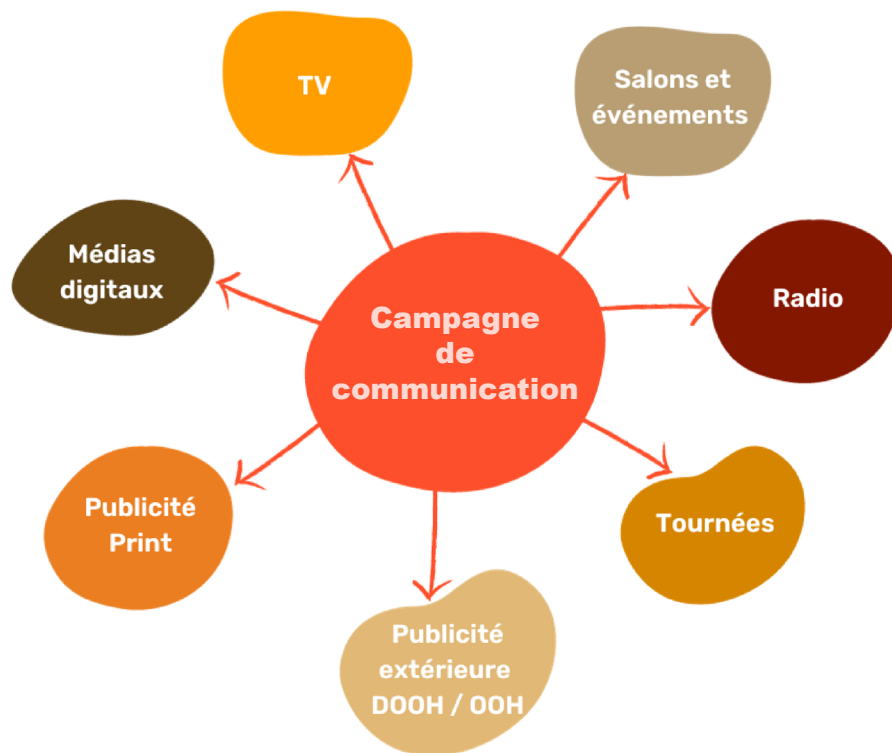 TV
Salons et
événements
Médias
digitaux
Campagne
de
communication
Radio
Publicité
Print
Tournées
Publicité
extérieure
DOOH / OOH